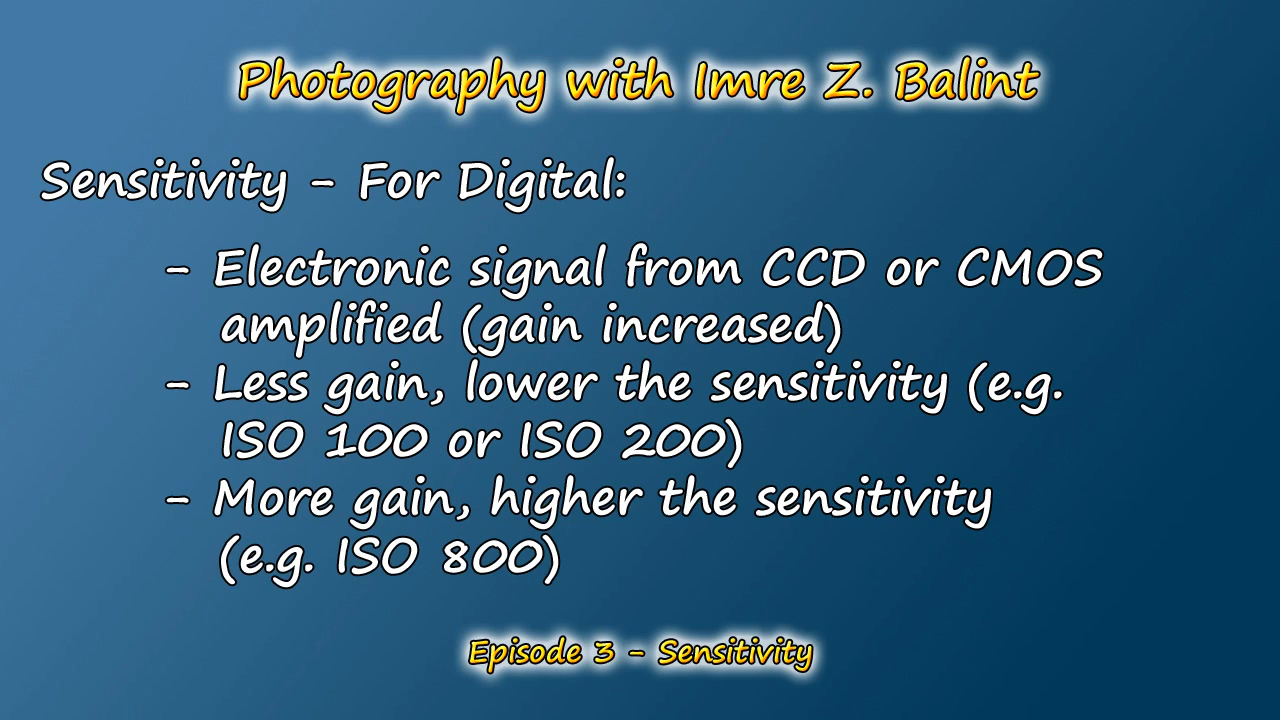 Photography with Imre Z. Balint
Sensitivity - For Digital:
- Electronic signal from CCD or CMOS
amplified (gain increased)
- Less gain, lower the sensitivity (e.g.
ISO 100 or ISO 200)
- More gain, higher the sensitivity
(e.g. ISO 800)
Episode 3 - Sensitivity